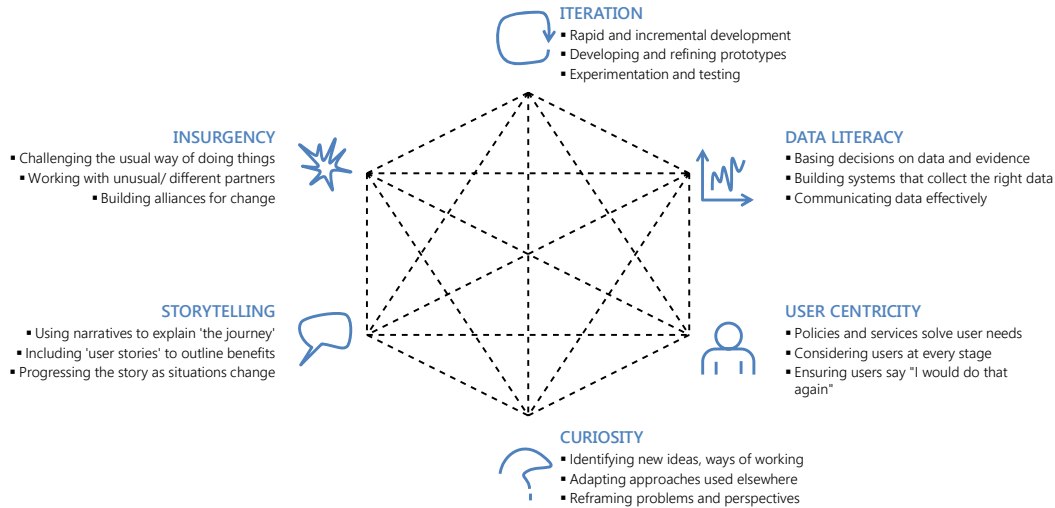 ITERATION
▪ Rapid and incremental development
▪ Developing and refining prototypes
▪ Experimentation and testing
INSURGENCY
▪ Challenging the usual way of doing things
▪ Working with unusual/ different partners
▪ Building alliances for change
DATA LITERACY
▪ Basing decisions on data and evidence
▪ Building systems that collect the right data
▪ Communicating data effectively
STORYTELLING
▪ Using narratives to explain 'the journey'
▪ Including 'user stories' to outline benefits
▪ Progressing the story as situations change
USER CENTRICITY
▪ Policies and services solve user needs
▪ Considering users at every stage
▪ Ensuring users say "I would do that
again"
CURIOSITY
▪ Identifying new ideas, ways of working
▪ Adapting approaches used elsewhere
▪ Reframing problems and perspectives